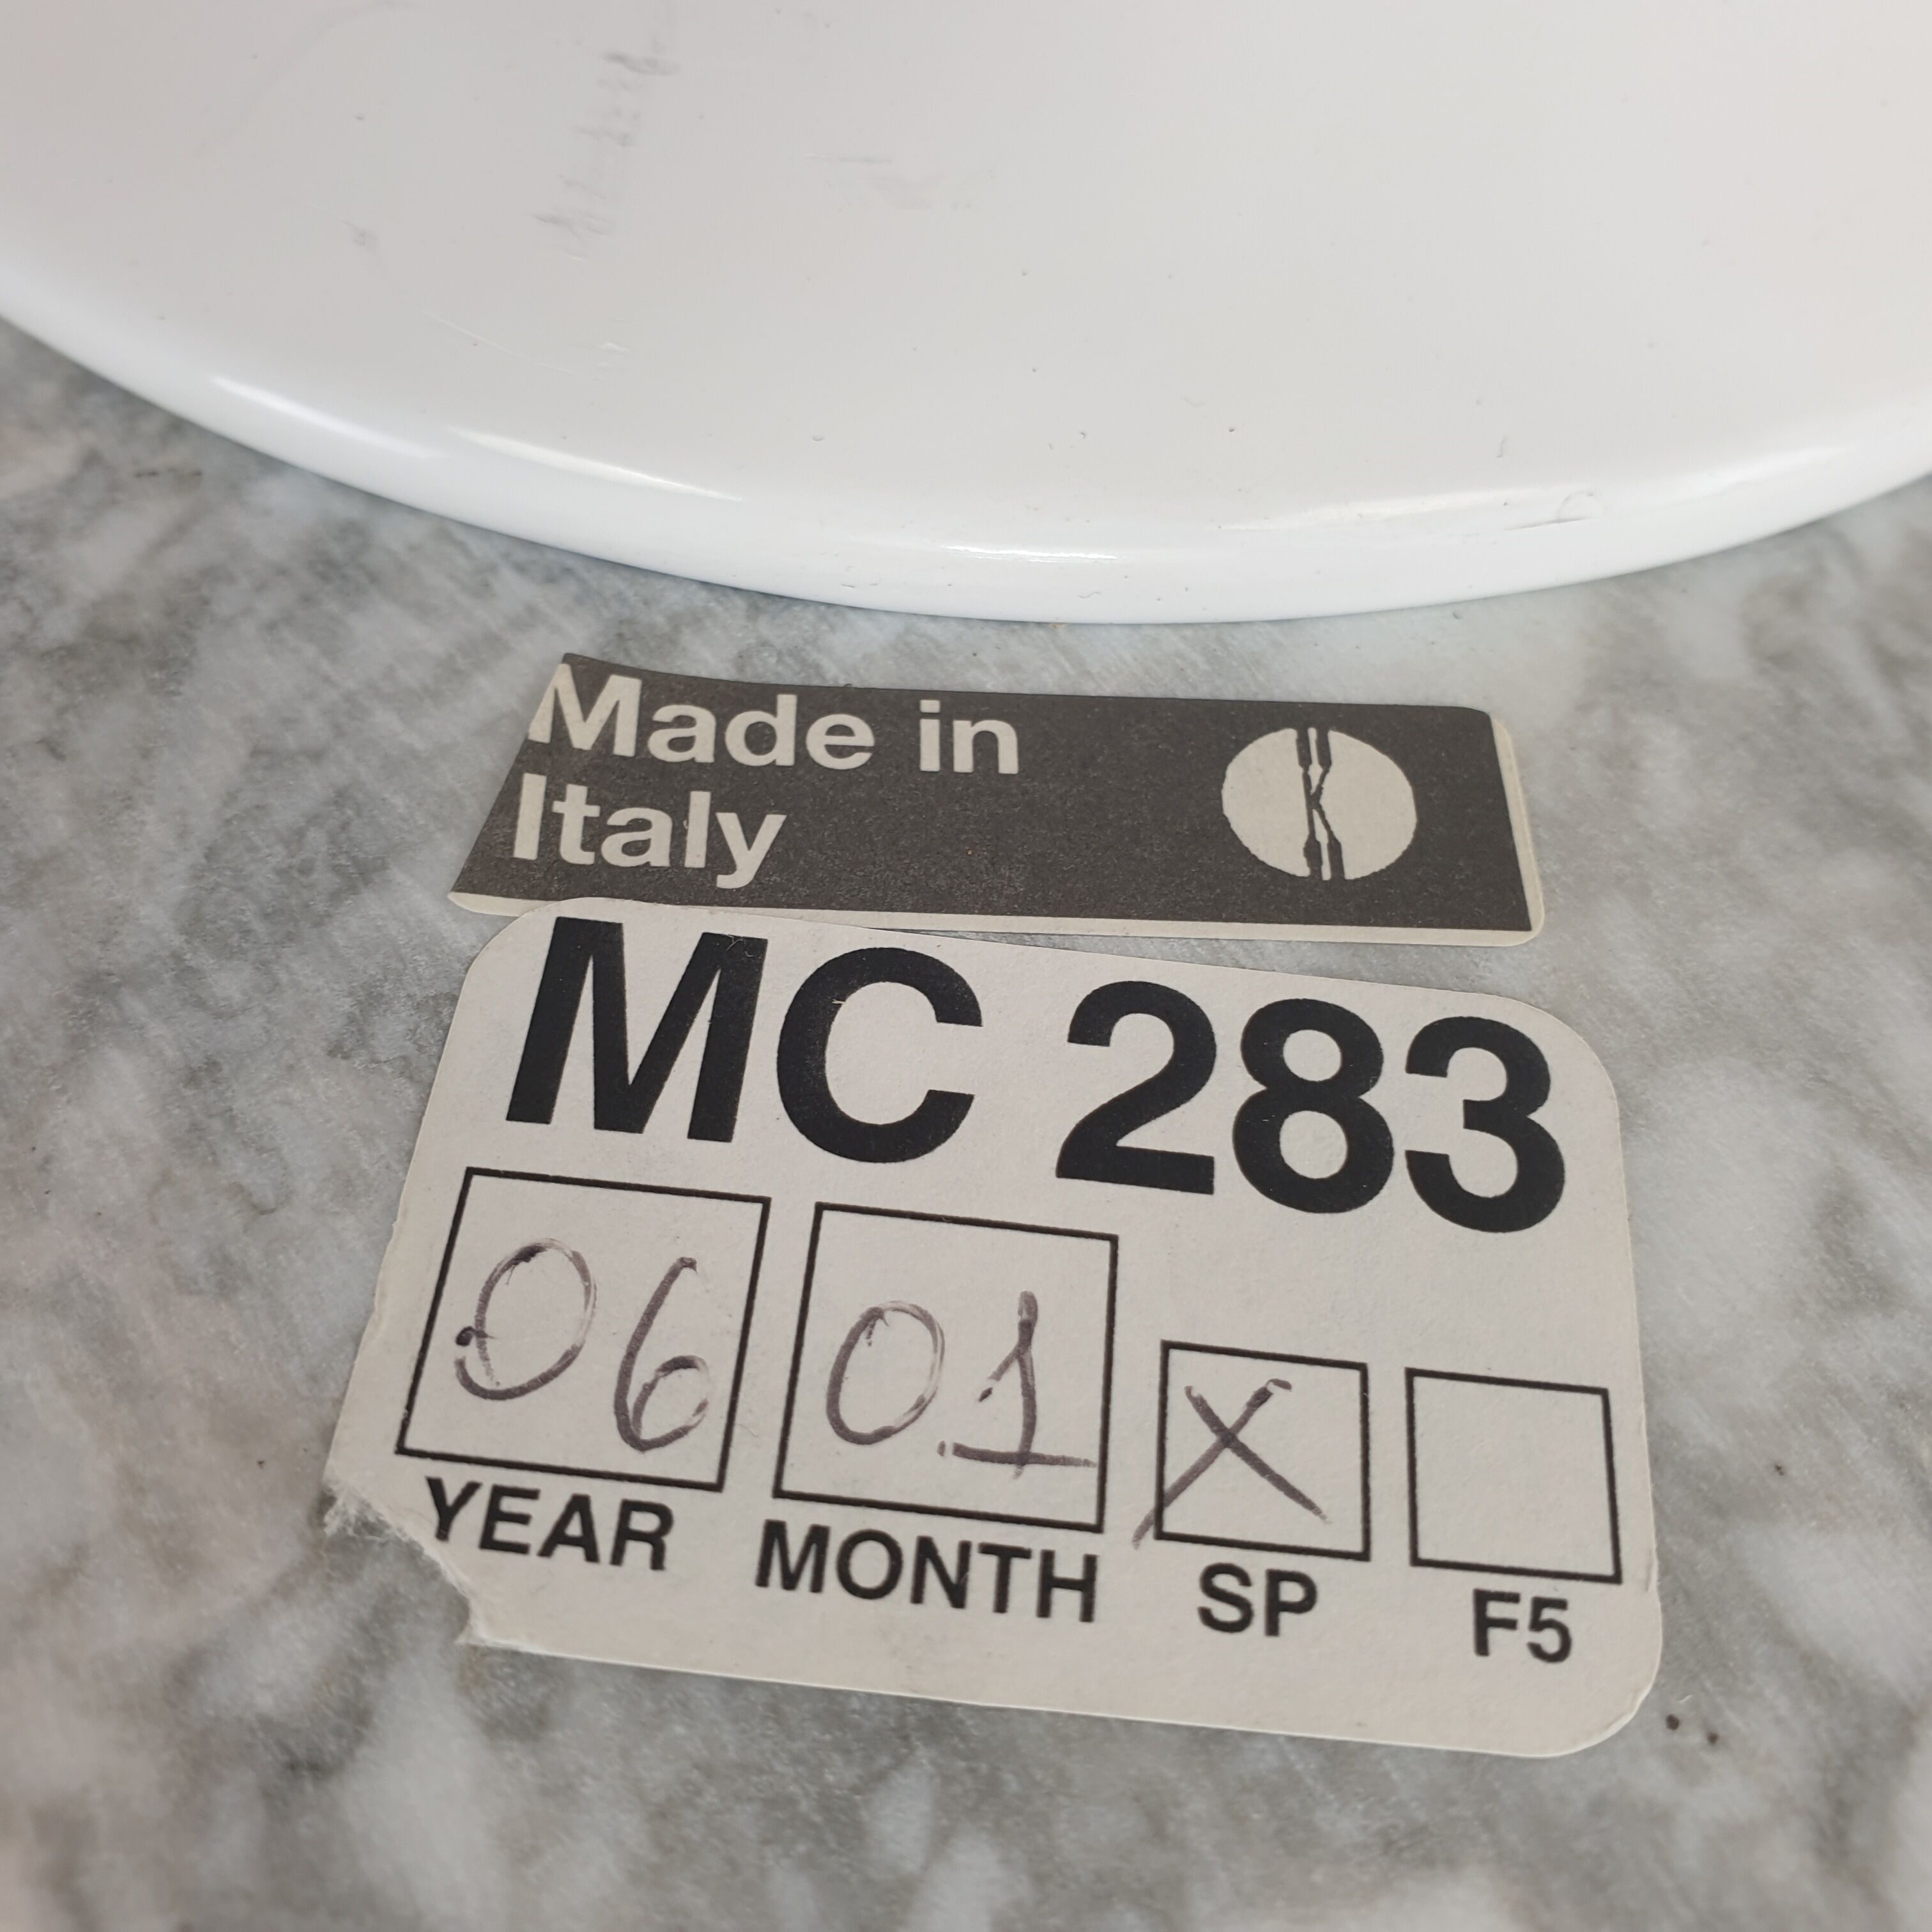 Made in
Italy
K
MC 283
06 01 X
YEAR MONTH SP F5